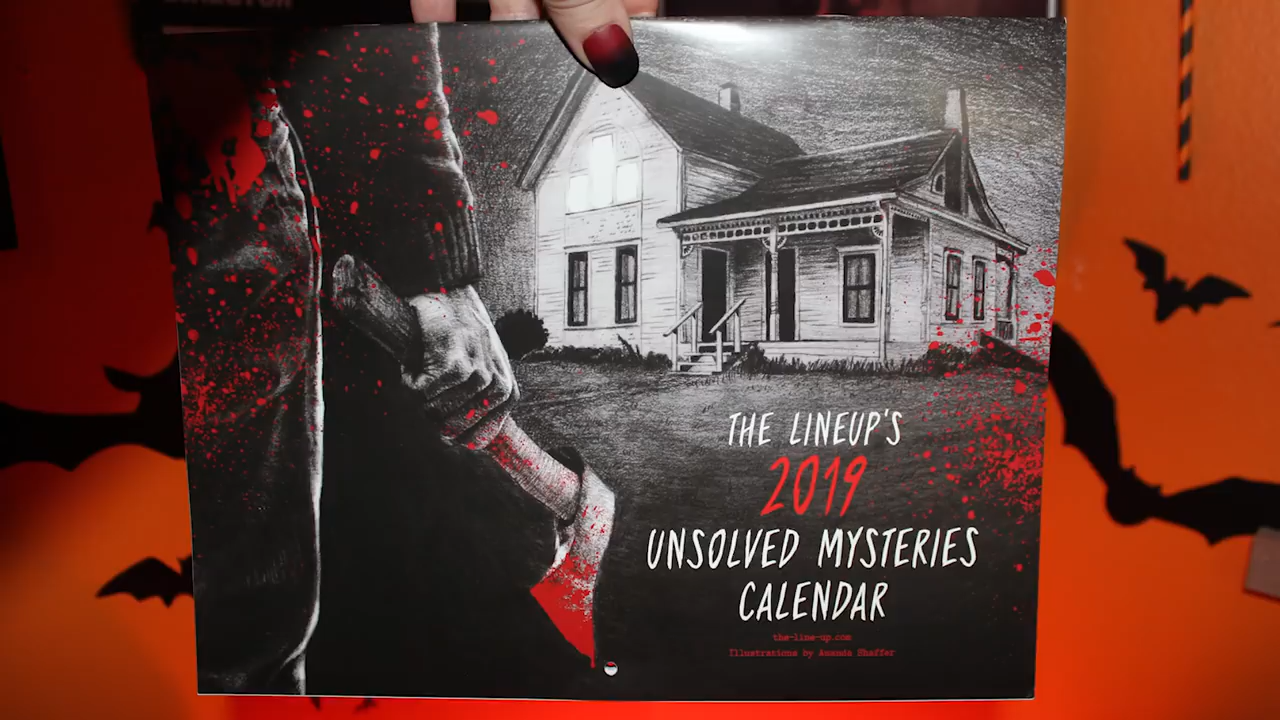 THE LINEUP'S
2019
UNSOLVED MYSTERIES
CALENDAR
the-line-up.com
Illustrations by Amanda Shaffer